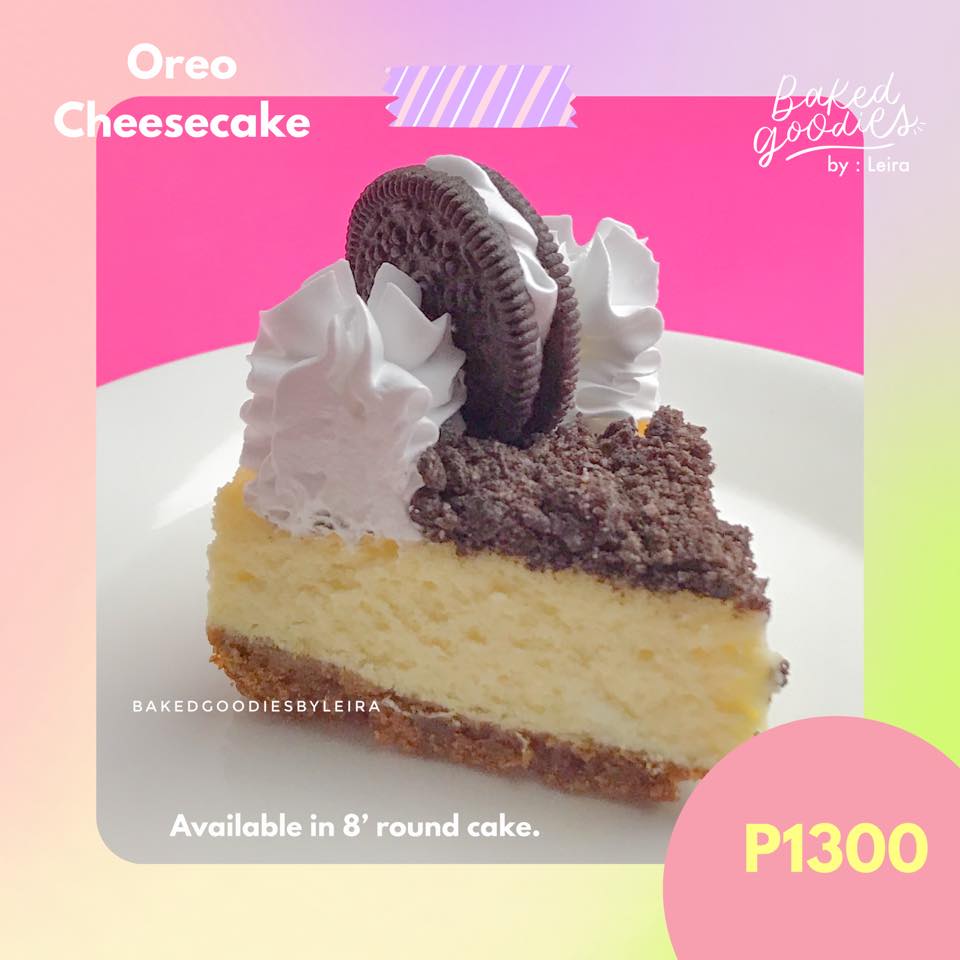 Oreo
Cheesecake
Baked
goodies
by : Leira
BAKEDGOODIESBYLEIRA
Available in 8’ round cake.
P1300